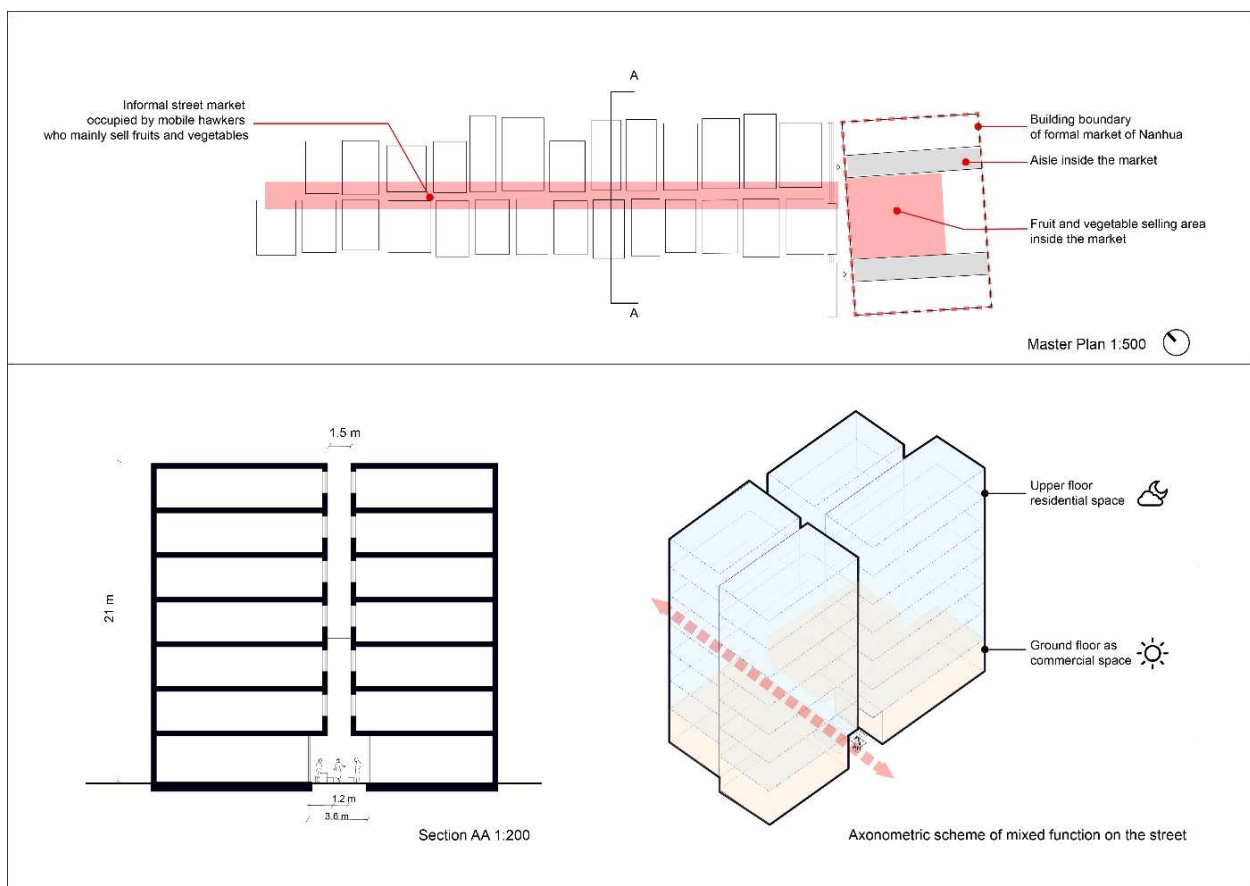 A
Informal street market
occupied by mobile hawkers
who mainly sell fruits and vegetables
Building boundary
of formal market of Nanhua
Aisle inside the market
Fruit and vegetable selling area
inside the market
A
Master Plan 1:500
1.5 m
21 m
1.2 m
3.6 m
Section AA 1:200
Upper floor
residential space
Ground floor as
commercial space
Axonometric scheme of mixed function on the street